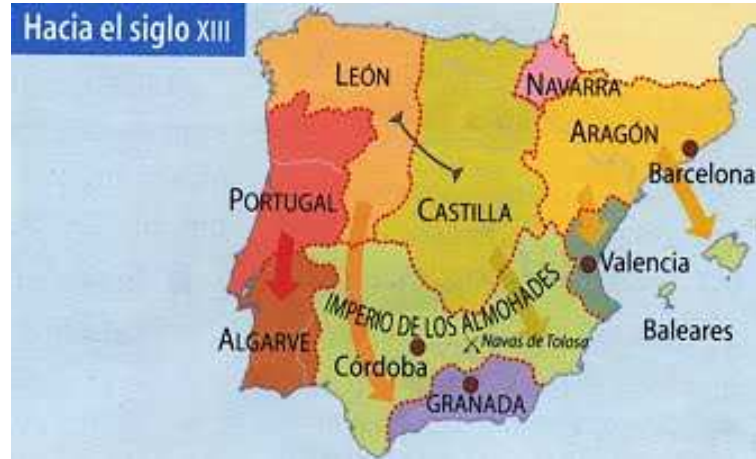 Hacia el siglo XIII
LEÓN
NAVARRA
ARAGÓN
Barcelona
PORTUGAL
CASTILLA
Valencia
IMPERIO DE LOS ALMOHADES
Baleares
ALGARVE
Navas de Tolosa
Córdoba
GRANADA